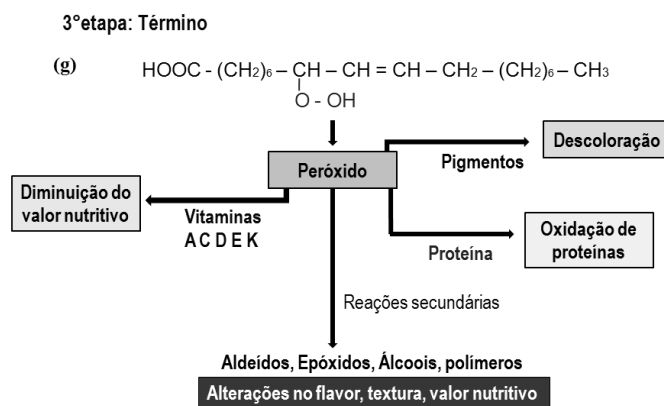 3°etapa: Término
(g)
HOOC - (CH₂)₆ – CH – CH = CH – CH₂ – (CH₂)₆ – CH₃
O - OH
Descoloração
Pigmentos
Peróxido
Diminuição do
valor nutritivo
Vitaminas
A C D E K
Proteína
Oxidação de
proteínas
Reações secundárias
Aldeídos, Epóxidos, Álcoois, polímeros
Alterações no flavor, textura, valor nutritivo